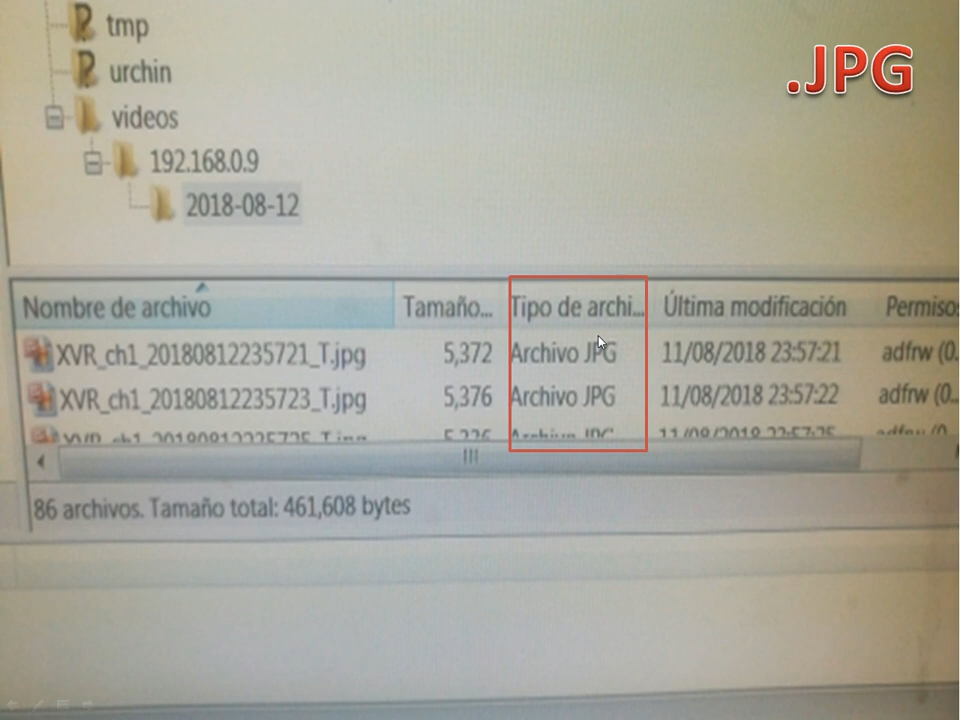 .JPG
tmp
urchin
videos
192.168.0.9
2018-08-12
Nombre de archivo Tamaño... Tipo de archi... Última modificación Permisos
XVR_ch1_20180812235721_T.jpg 5,372 Archivo JPG 11/08/2018 23:57:21 adfrw (0..
XVR_ch1_20180812235723_T.jpg 5,376 Archivo JPG 11/08/2018 23:57:22 adfrw (0..
86 archivos. Tamaño total: 461,608 bytes